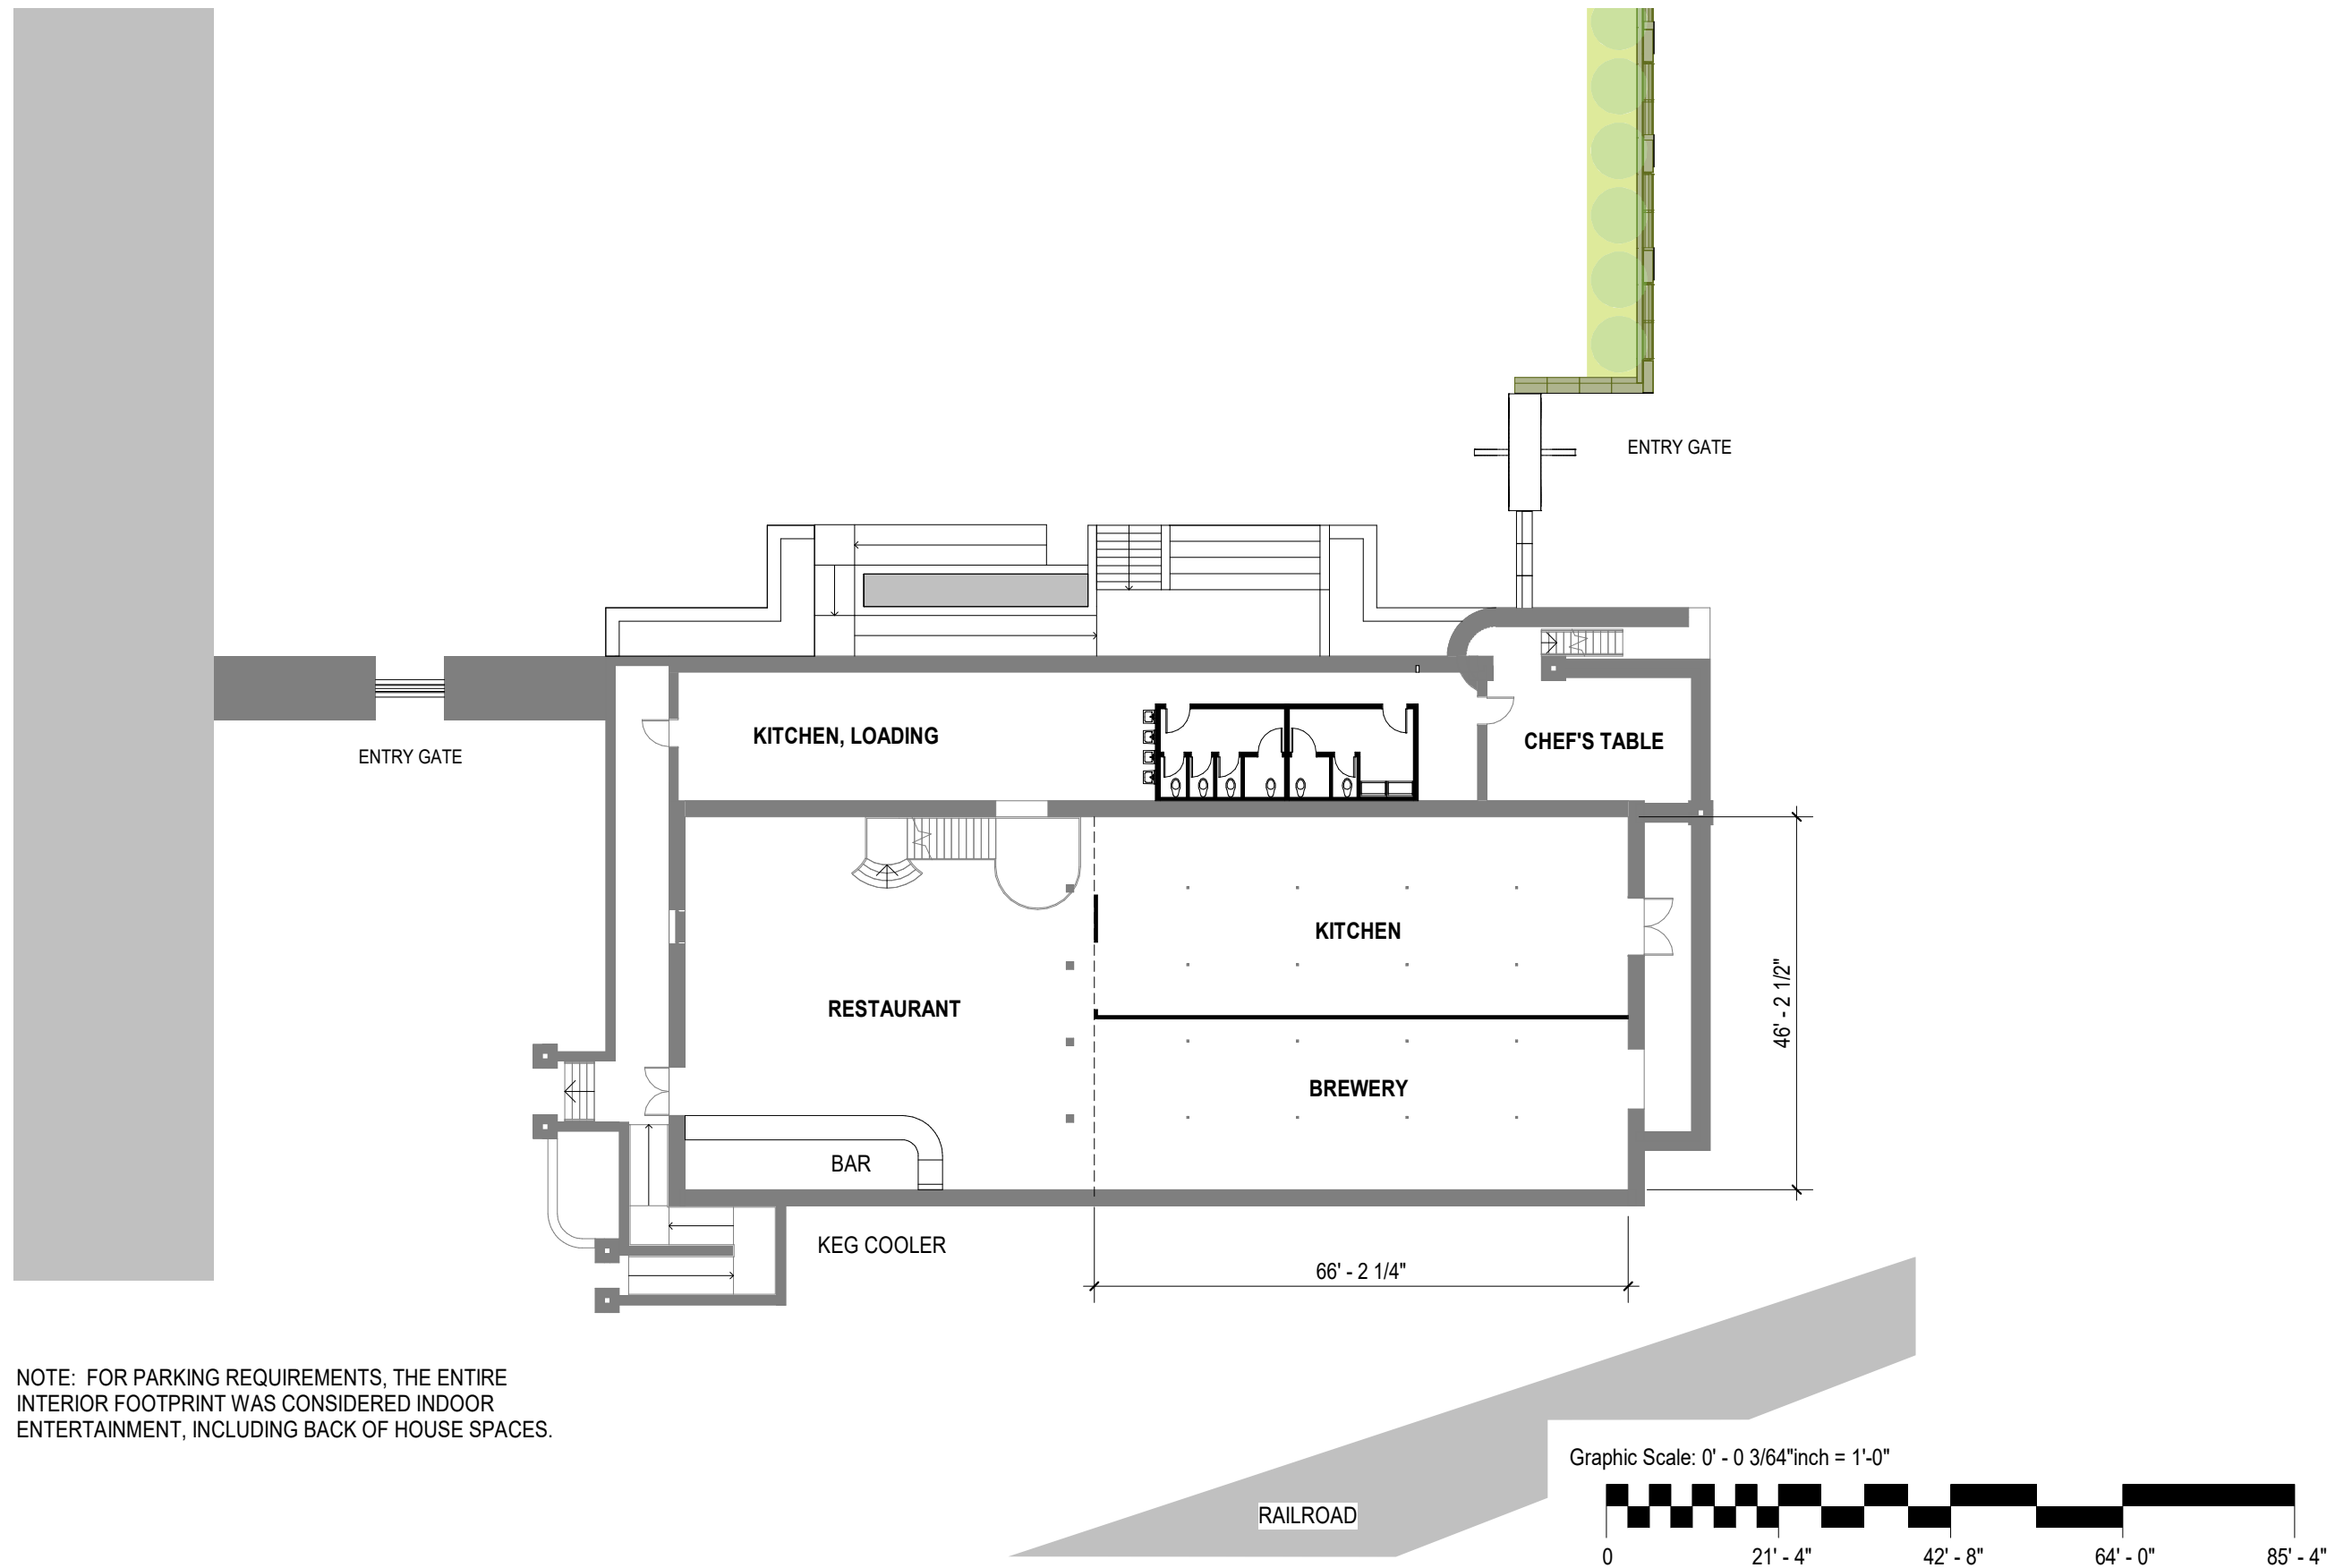 ENTRY GATE
KITCHEN, LOADING
CHEF'S TABLE
ENTRY GATE
KITCHEN
46' - 2 1/2"
RESTAURANT
BREWERY
BAR
KEG COOLER
66' - 2 1/4"
NOTE: FOR PARKING REQUIREMENTS, THE ENTIRE
INTERIOR FOOTPRINT WAS CONSIDERED INDOOR
ENTERTAINMENT, INCLUDING BACK OF HOUSE SPACES.
Graphic Scale: 0' - 0 3/64"inch = 1'-0"
RAILROAD
0 21' - 4" 42' - 8" 64' - 0" 85' - 4"